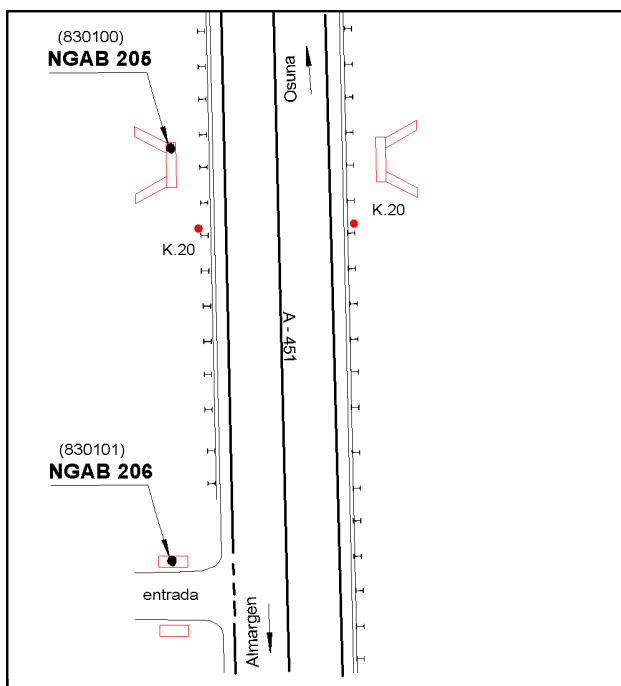 (830100)
NGAB 205
Osuna
K.20
K.20
A - 451
(830101)
NGAB 206
entrada
Almargen